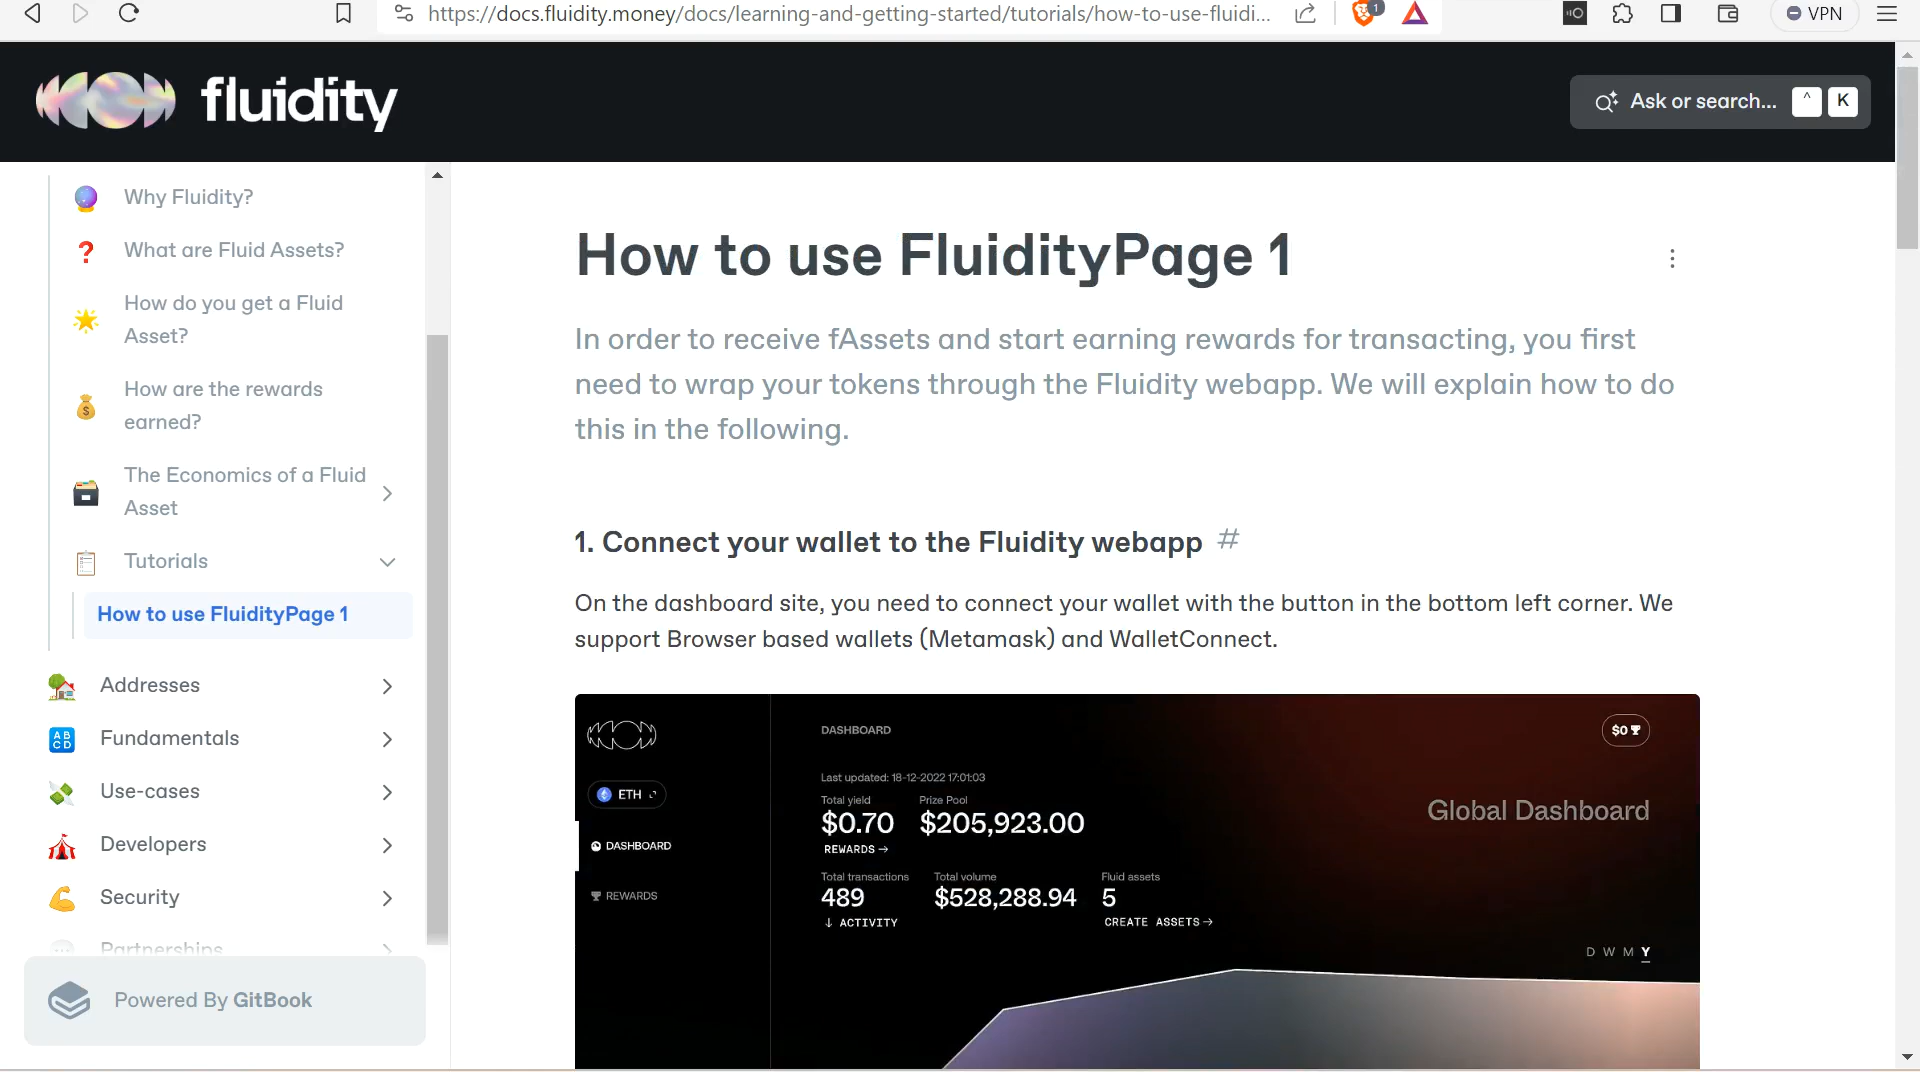 https://docs.fluidity.money/docs/learning-and-getting-started/tutorials/how-to-use-fluidi...
1
VPN
fluidity
Ask or search...
^
K
Why Fluidity?
What are Fluid Assets?
How do you get a Fluid
Asset?
How are the rewards
earned?
The Economics of a Fluid
Asset
Tutorials
How to use FluidityPage 1
Addresses
Fundamentals
Use-cases
Developers
Security
Partnerships
Powered By GitBook
How to use FluidityPage 1
In order to receive fAssets and start earning rewards for transacting, you first
need to wrap your tokens through the Fluidity webapp. We will explain how to do
this in the following.
1. Connect your wallet to the Fluidity webapp #
On the dashboard site, you need to connect your wallet with the button in the bottom left corner. We
support Browser based wallets (Metamask) and WalletConnect.
ETH
DASHBOARD
REWARDS
DASHBOARD
$0
Last updated: 18-12-2022 17:01:03
Total yield Prize Pool
$0.70 $205,923.00
REWARDS→
Global Dashboard
Total transactions Total volume Fluid assets
489 $528,288.94 5
↓ ACTIVITY CREATE ASSETS→
D W M Y